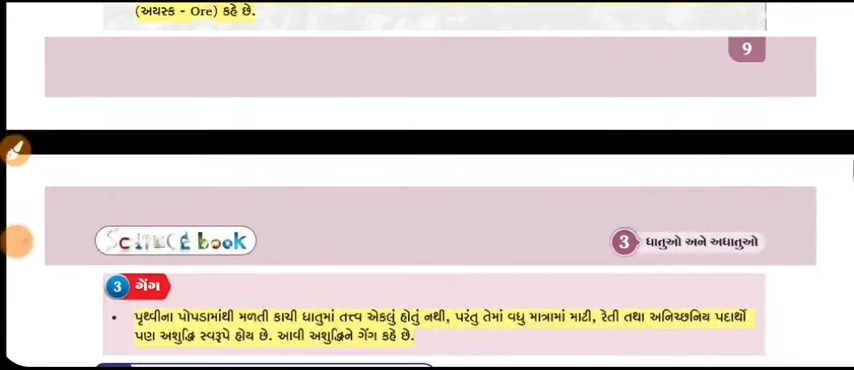 (અયસ્ક - Ore) કહે છે.
9
SCIENCE book
3 ધાતુઓ અને અધાતુઓ
3 ગેંગ
• પૃથ્વીના પોપડામાંથી મળતી કાચી ધાતુમાં તત્ત્વ એકલું હોતું નથી, પરંતુ તેમાં વધુ માત્રામાં માટી, રેતી તથા અનિચ્છનિય પદાર્થો
પણ અશુદ્ધિ સ્વરૂપે હોય છે. આવી અશુદ્ધિને ગેંગ કહે છે.